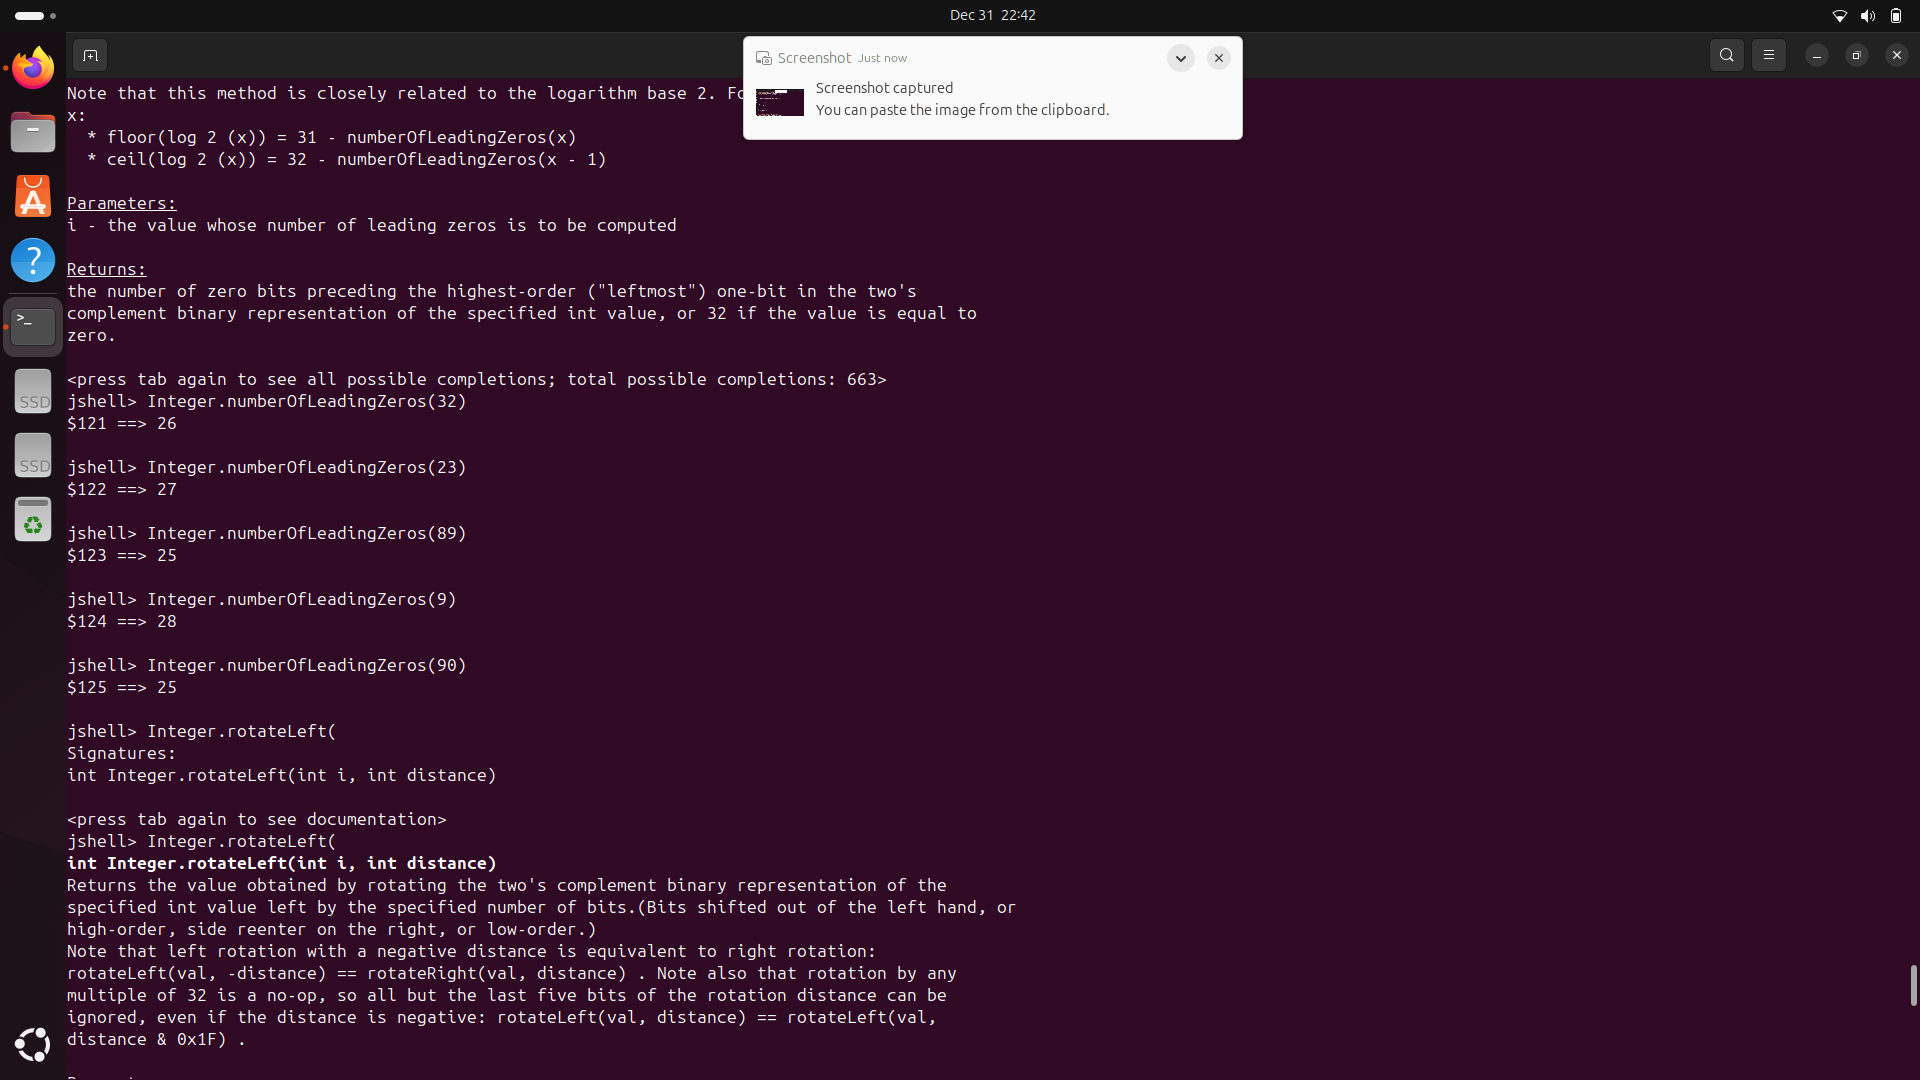 Dec 31 22:42
Screenshot Just now
Screenshot captured
You can paste the image from the clipboard.
Note that this method is closely related to the logarithm base 2. Fo
x:
* floor(log 2 (x)) = 31 - numberOfLeadingZeros(x)
* ceil(log 2 (x)) = 32 - numberOfLeadingZeros(x - 1)
Parameters:
i - the value whose number of leading zeros is to be computed
Returns:
the number of zero bits preceding the highest-order ("leftmost") one-bit in the two's
complement binary representation of the specified int value, or 32 if the value is equal to
zero.
<press tab again to see all possible completions; total possible completions: 663>
jshell> Integer.numberOfLeadingZeros(32)
$121 ==> 26
jshell> Integer.numberOfLeadingZeros(23)
$122 ==> 27
jshell> Integer.numberOfLeadingZeros(89)
$123 ==> 25
jshell> Integer.numberOfLeadingZeros(9)
$124 ==> 28
jshell> Integer.numberOfLeadingZeros(90)
$125 ==> 25
jshell> Integer.rotateLeft(
Signatures:
int Integer.rotateLeft(int i, int distance)
<press tab again to see documentation>
jshell> Integer.rotateLeft(
int Integer.rotateLeft(int i, int distance)
Returns the value obtained by rotating the two's complement binary representation of the
specified int value left by the specified number of bits.(Bits shifted out of the left hand, or
high-order, side reenter on the right, or low-order.)
Note that left rotation with a negative distance is equivalent to right rotation:
rotateLeft(val, -distance) == rotateRight(val, distance) . Note also that rotation by any
multiple of 32 is a no-op, so all but the last five bits of the rotation distance can be
ignored, even if the distance is negative: rotateLeft(val, distance) == rotateLeft(val,
distance & 0x1F) .
SSD
SSD